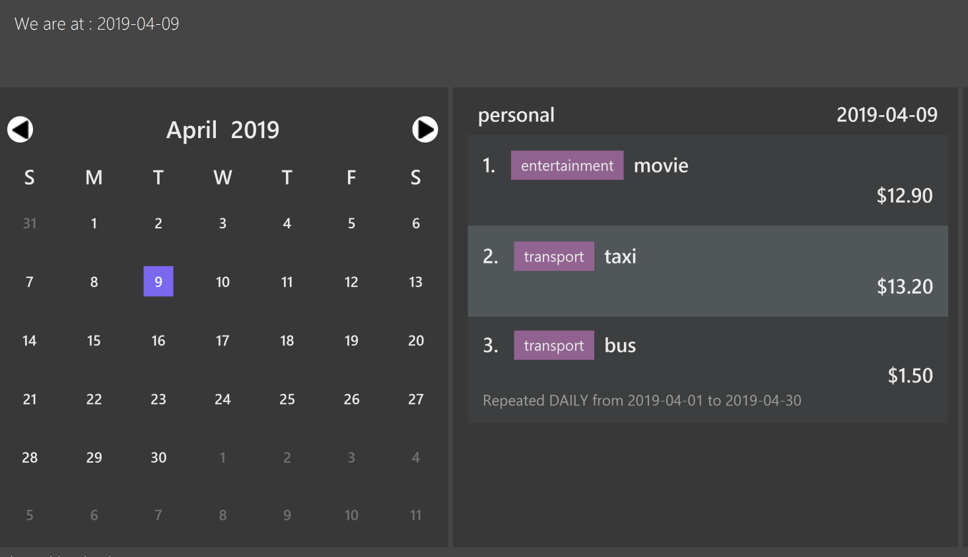 We are at : 2019-04-09
April 2019
S M T W T F S
31 1 2 3 4 5 6
7 8 9 10 11 12 13
14 15 16 17 18 19 20
21 22 23 24 25 26 27
28 29 30 1 2 3 4
5 6 7 8 9 10 11
personal 2019-04-09
1. entertainment movie
$12.90
2. transport taxi
$13.20
3. transport bus
$1.50
Repeated DAILY from 2019-04-01 to 2019-04-30